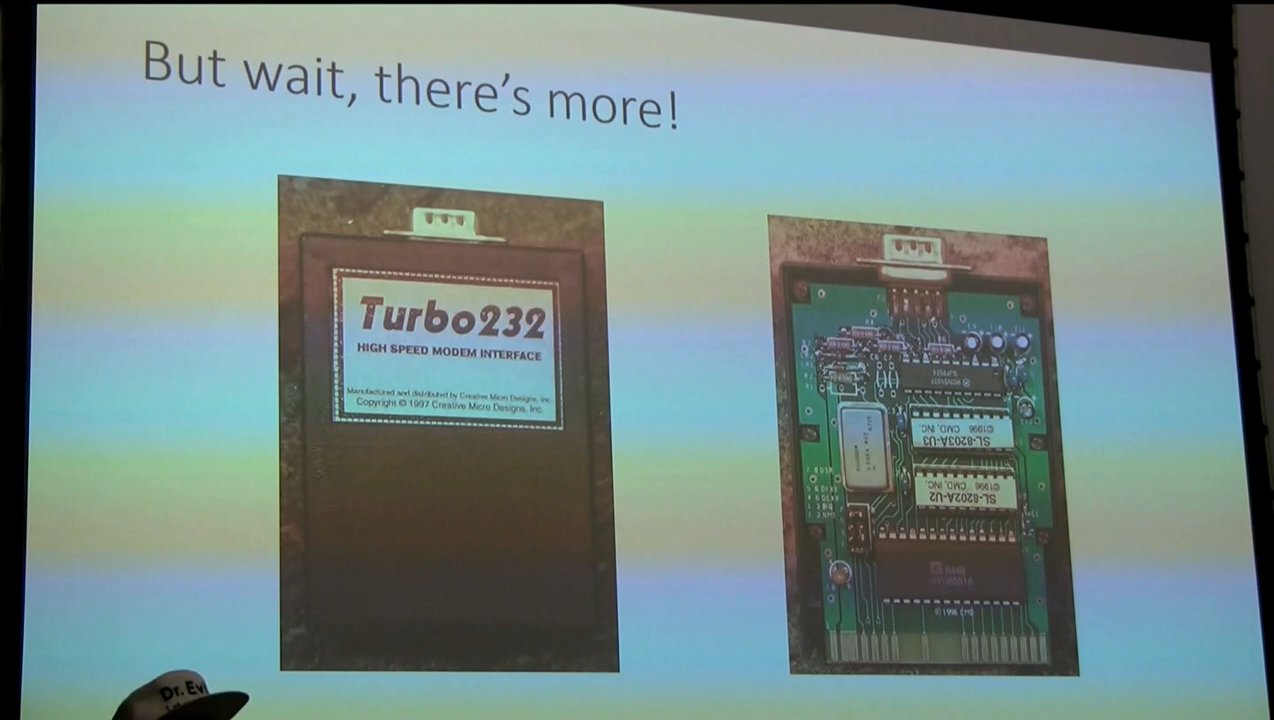 But wait, there's more!
Turbo232
HIGH SPEED MODEM INTERFACE
Manufactured and distributed by Creative Micro Designs, Inc.
Copyright © 1997 Creative Micro Designs, Inc.
SL-8203A-U3
©1996 CMD, INC.
SL-8202A-U2
©1996 CMD, INC.
Dr. Ev